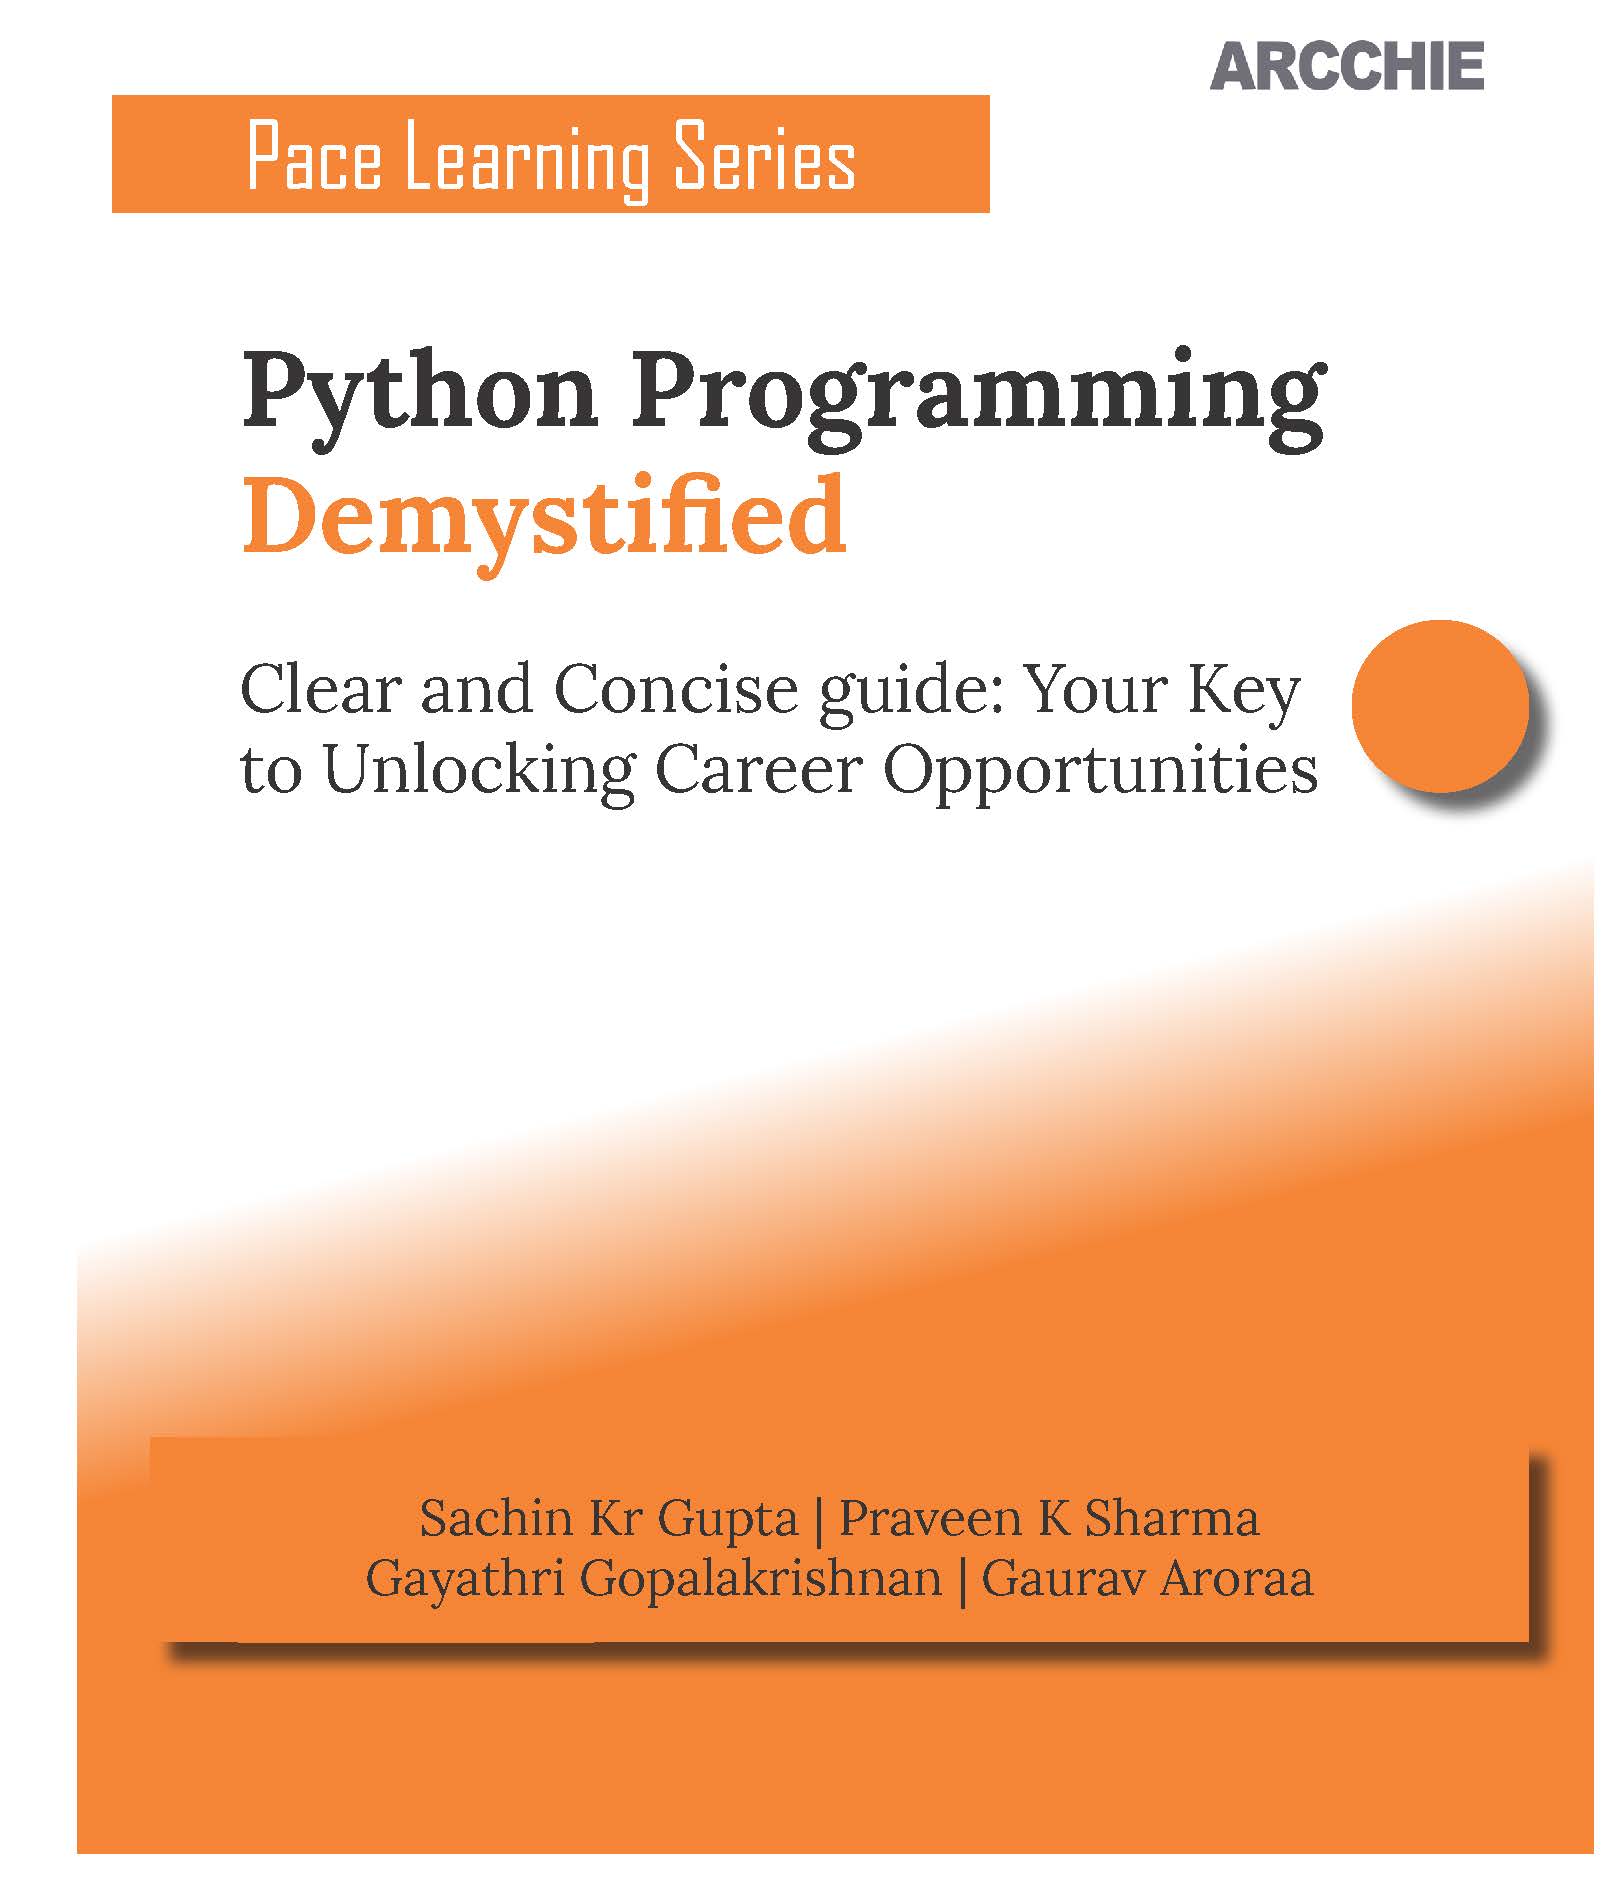 ARCCHIE
Pace Learning Series
Python Programming
Demystified
Clear and Concise guide: Your Key
to Unlocking Career Opportunities
Sachin Kr Gupta | Praveen K Sharma
Gayathri Gopalakrishnan | Gaurav Aroraa